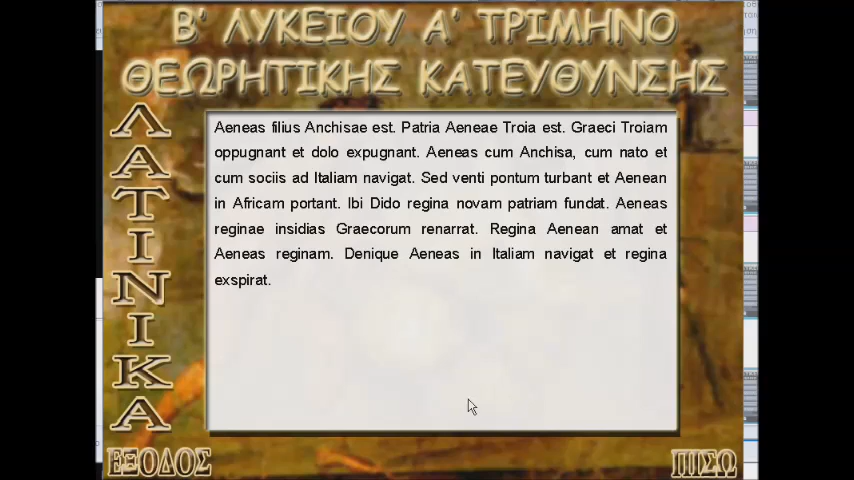 Β' ΛΥΚΕΙΟΥ Α' ΤΡΙΜΗΝΟ
ΘΕΩΡΗΤΙΚΗΣ ΚΑΤΕΥΘΥΝΣΗΣ
ΛΑΤΙΝΙΚΑ
Aeneas filius Anchisae est. Patria Aeneae Troia est. Graeci Troiam
oppugnant et dolo expugnant. Aeneas cum Anchisa, cum nato et
cum sociis ad Italiam navigat. Sed venti pontum turbant et Aenean
in Africam portant. Ibi Dido regina novam patriam fundat. Aeneas
reginae insidias Graecorum renarrat. Regina Aenean amat et
Aeneas reginam. Denique Aeneas in Italiam navigat et regina
exspirat.
ΕΞΟΔΟΣ
ΠΙΣΩ